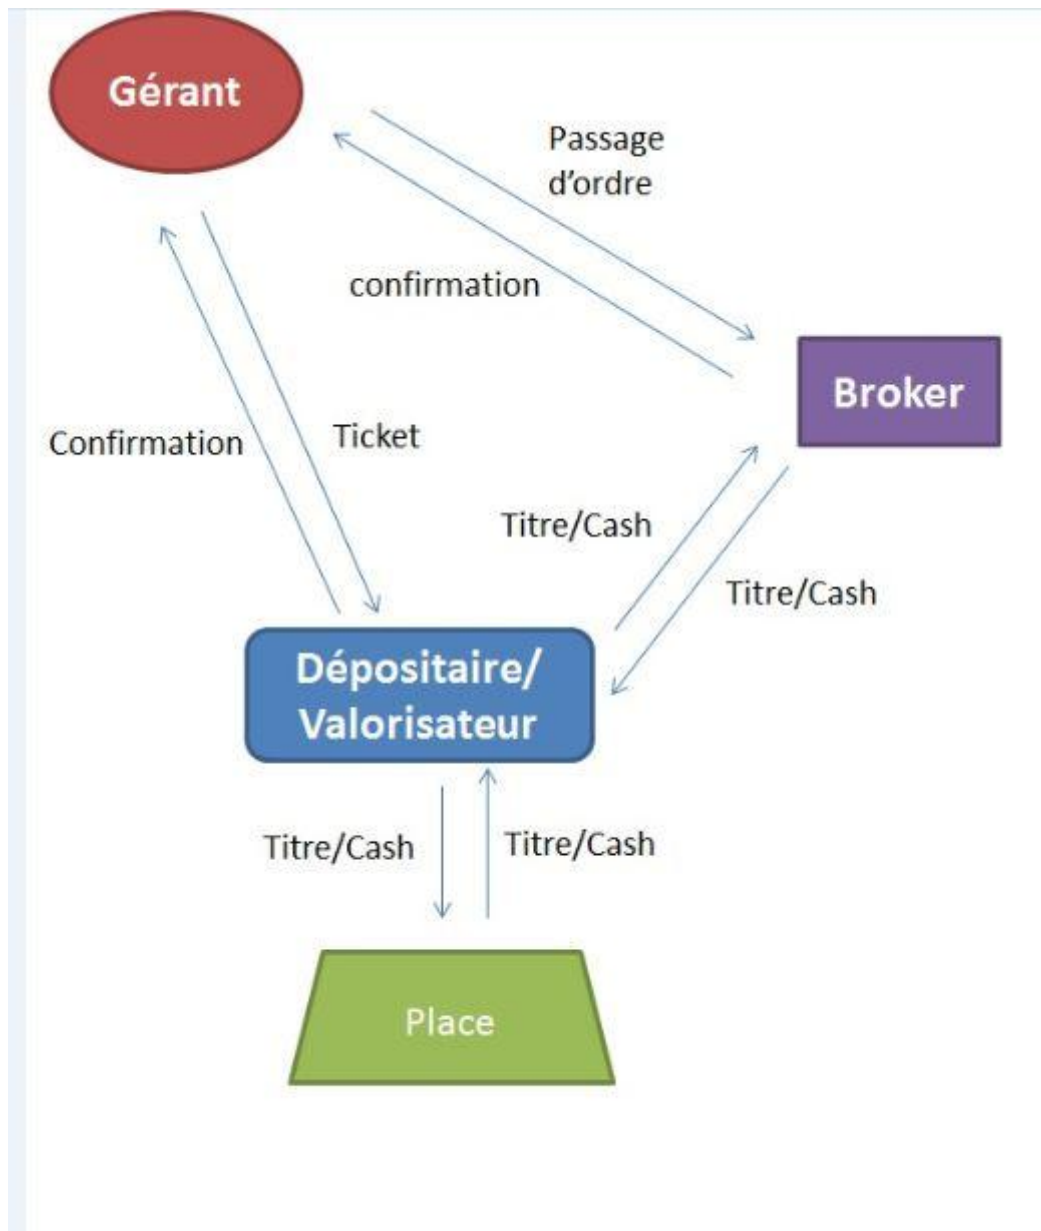 Gérant
Passage
d’ordre
confirmation
Broker
Confirmation
Ticket
Titre/Cash
Titre/Cash
Dépositaire/
Valorisateur
Titre/Cash
Titre/Cash
Place